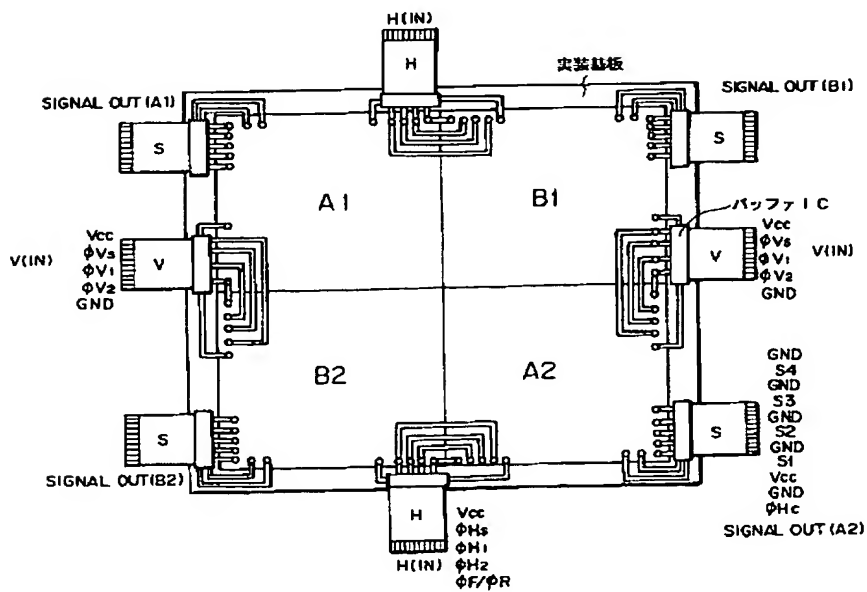 H(IN)
H
実装基板
SIGNAL OUT(A1)
SIGNAL OUT(B1)
S
S
A1
B1
バッファIC
V(IN)
Vcc
φVs
φV1
φV2
GND
V
V
Vcc
φVs
φV1
φV2
GND
V(IN)
B2
A2
GND
S4
GND
S3
GND
S2
GND
S1
Vcc
GND
φHc
S
S
SIGNAL OUT(B2)
SIGNAL OUT(A2)
H
H(IN)
Vcc
φHs
φH1
φH2
φF/φR